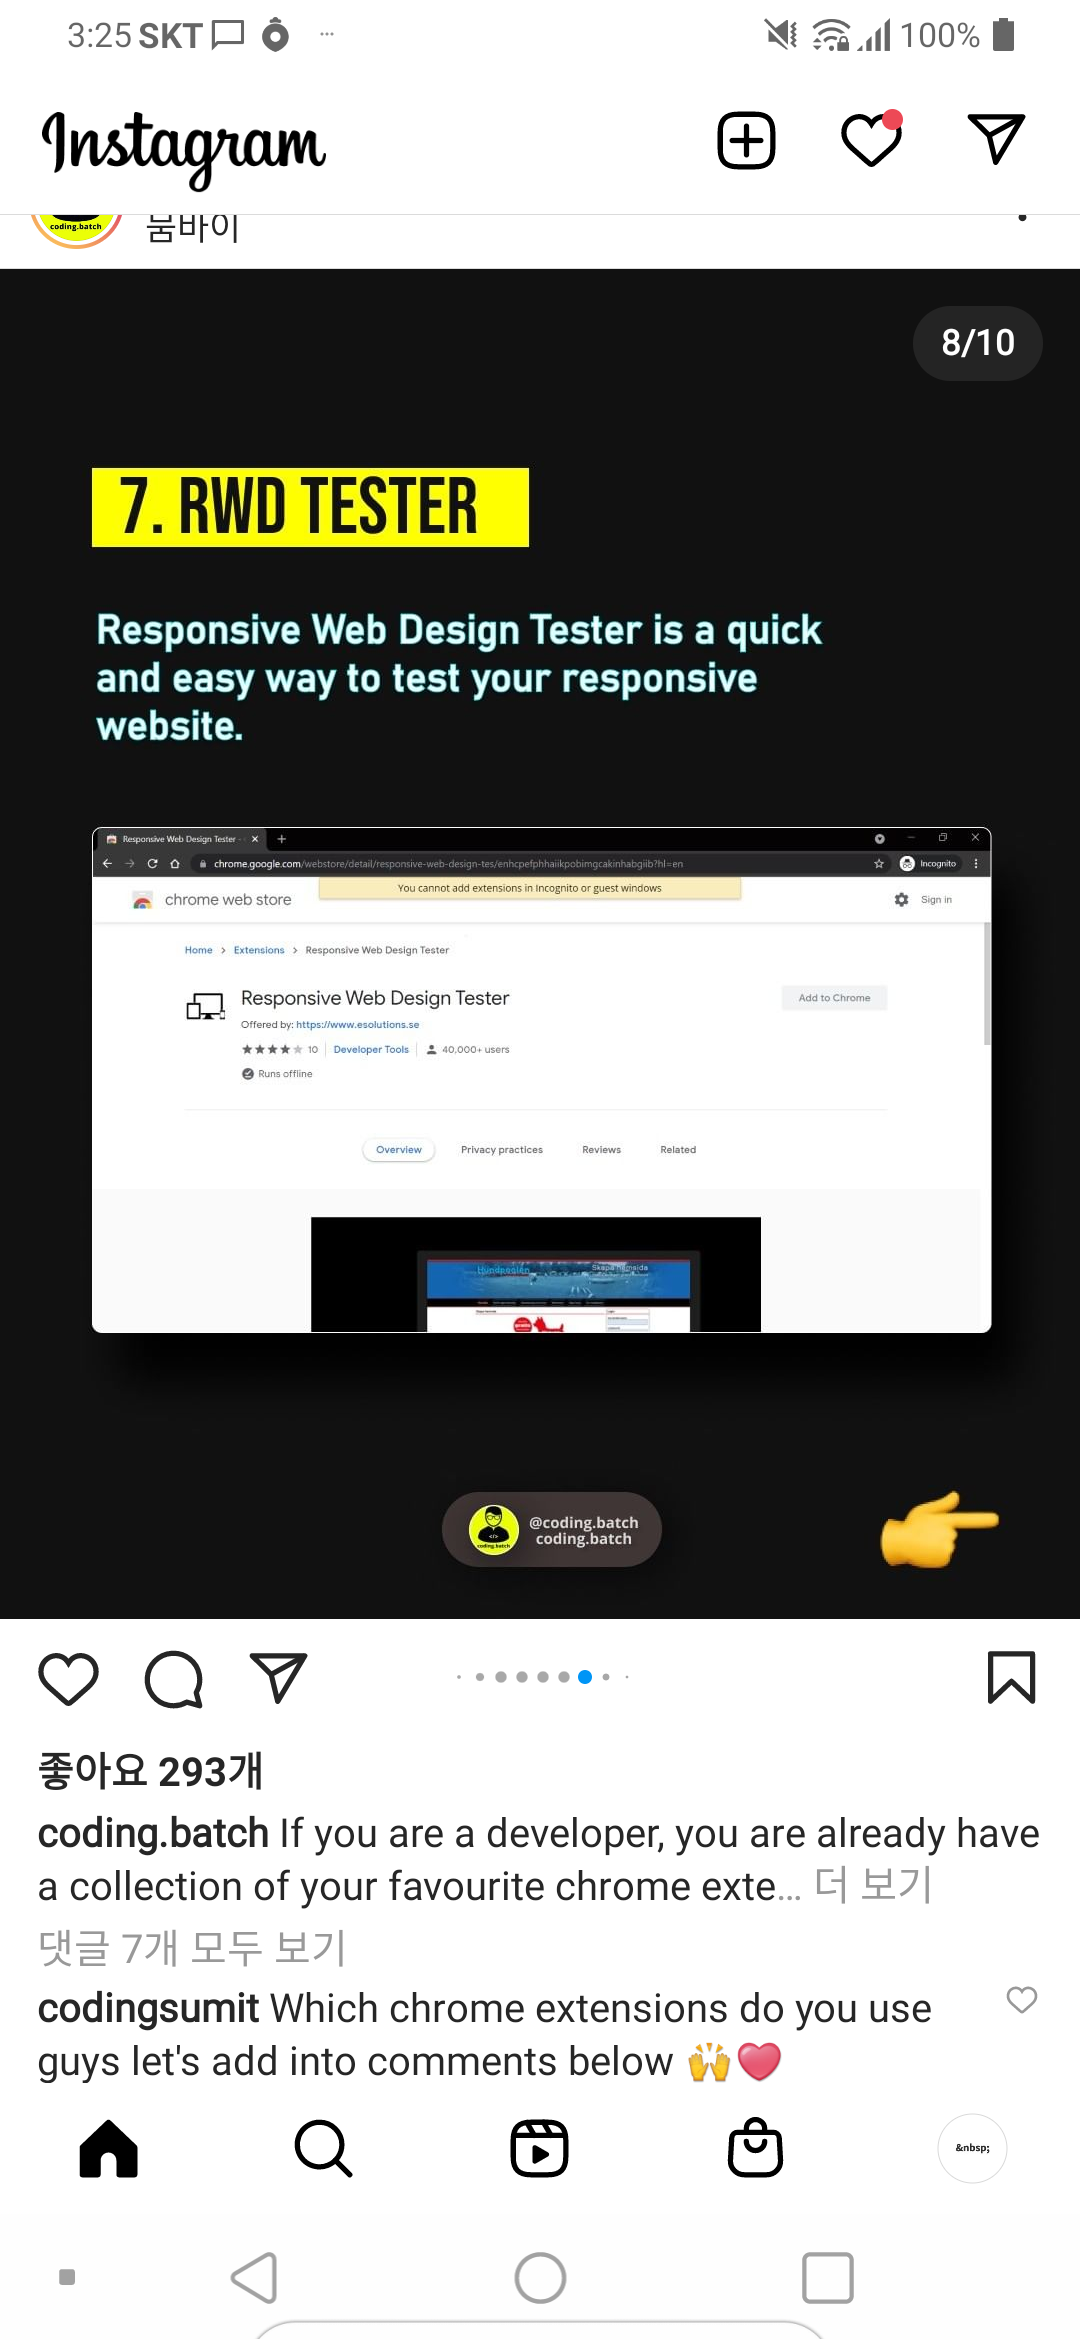 3:25 SKT
100%
Instagram
coding.batch
뭄바이
8/10
7. RWD TESTER
Responsive Web Design Tester is a quick
and easy way to test your responsive
website.
Responsive Web Design Tester -
chrome.google.com/webstore/detail/responsive-web-design-tes/enhcpefphhaiikpobimgcakinhabgiib?hl=en
Incognito
You cannot add extensions in Incognito or guest windows
chrome web store
Sign in
Home > Extensions > Responsive Web Design Tester
Responsive Web Design Tester
Add to Chrome
Offered by: https://www.esolutions.se
10 Developer Tools 40,000+ users
Runs offline
Overview Privacy practices Reviews Related
Hundpoolen
Skapa hemsida
@coding.batch
coding.batch
coding.batch
좋아요 293개
coding.batch If you are a developer, you are already have
a collection of your favourite chrome exte... 더 보기
댓글 7개 모두 보기
codingsumit Which chrome extensions do you use
guys let's add into comments below 🙌❤️
&nbsp;